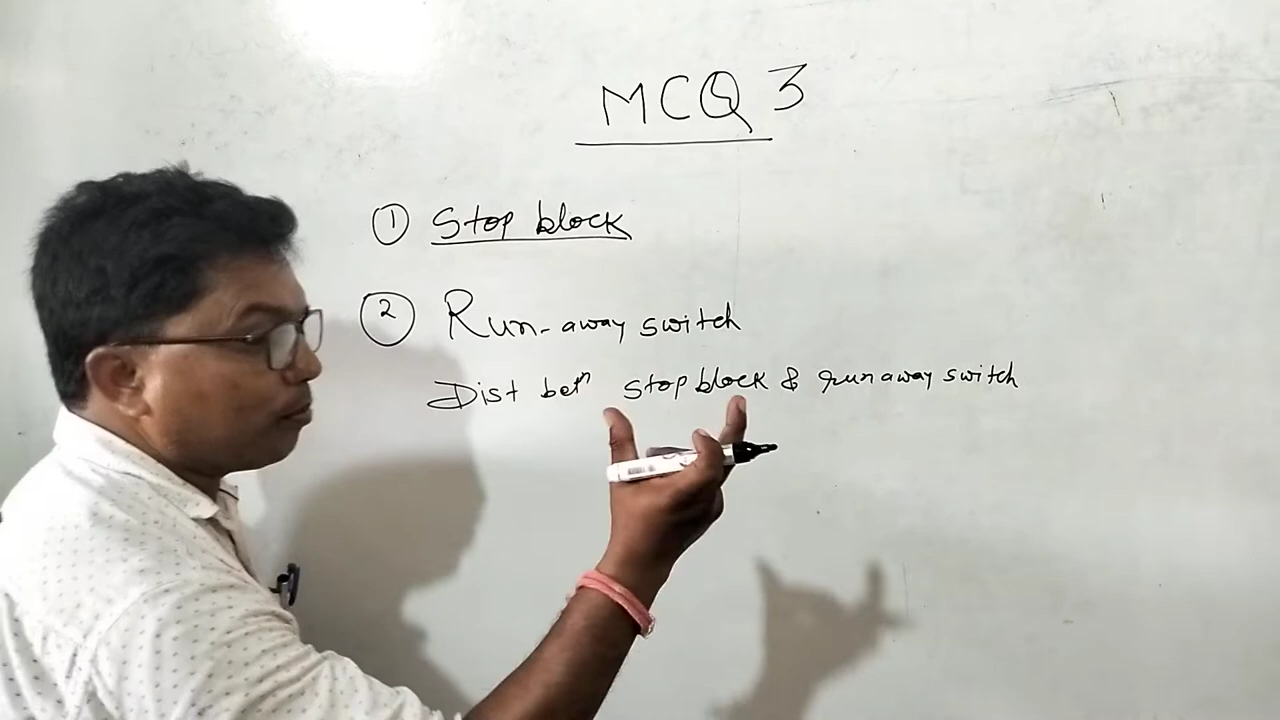 MCQ 3
① Stop block
② Run-away switch
Dist betⁿ stop block & runaway switch